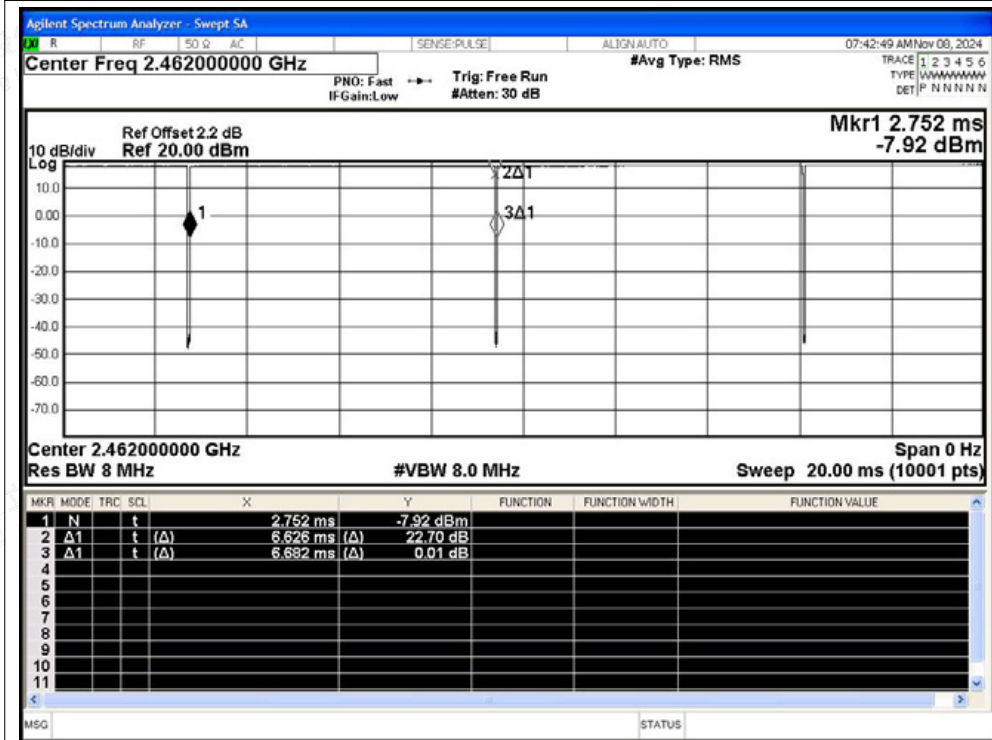 Agilent Spectrum Analyzer - Swept SA
LXI R RF 50 Ω AC SENSE:PULSE ALIGN AUTO 07:42:49 AM Nov 08, 2024
Center Freq 2.462000000 GHz #Avg Type: RMS TRACE 1 2 3 4 5 6
PNO: Fast Trig: Free Run TYPE WWWWWW
IFGain:Low #Atten: 30 dB DET P N N N N N
Mkr1 2.752 ms
Ref Offset 2.2 dB
10 dB/div Ref 20.00 dBm -7.92 dBm
Log
2Δ1
10.0
0.00 1 3Δ1
-10.0
-20.0
-30.0
-40.0
-50.0
-60.0
-70.0
Center 2.462000000 GHz Span 0 Hz
Res BW 8 MHz #VBW 8.0 MHz Sweep 20.00 ms (10001 pts)
MKR MODE TRC SCL X Y FUNCTION FUNCTION WIDTH FUNCTION VALUE
1 N t 2.752 ms -7.92 dBm
2 Δ1 t (Δ) 6.626 ms (Δ) 22.70 dB
3 Δ1 t (Δ) 6.682 ms (Δ) 0.01 dB
4
5
6
7
8
9
10
11
MSG STATUS